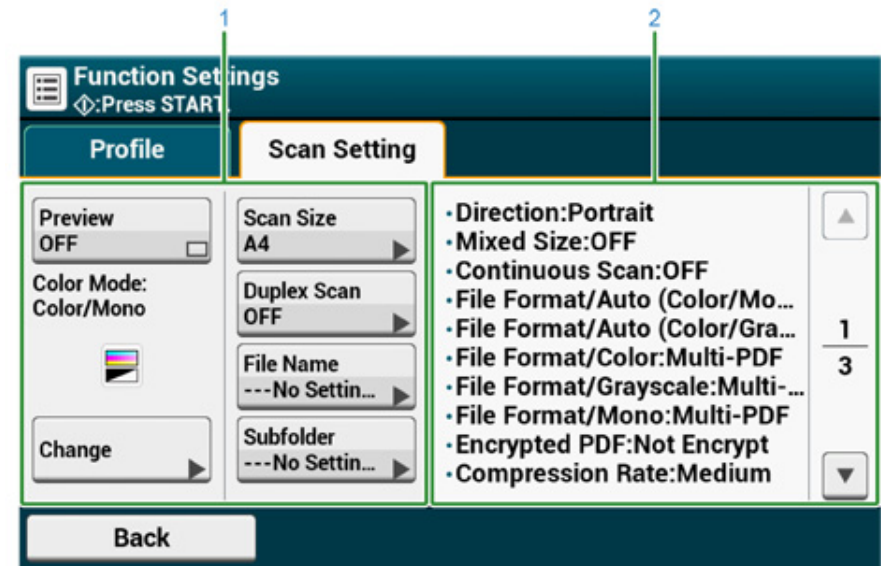 1
2
Function Settings
:Press START.
Profile
Scan Setting
Preview
OFF
Color Mode:
Color/Mono
Change
Scan Size
A4
Duplex Scan
OFF
File Name
---No Settin...
Subfolder
---No Settin...
・Direction:Portrait
・Mixed Size:OFF
・Continuous Scan:OFF
・File Format/Auto (Color/Mo...
・File Format/Auto (Color/Gra...
・File Format/Color:Multi-PDF
・File Format/Grayscale:Multi-...
・File Format/Mono:Multi-PDF
・Encrypted PDF:Not Encrypt
・Compression Rate:Medium
1
3
Back